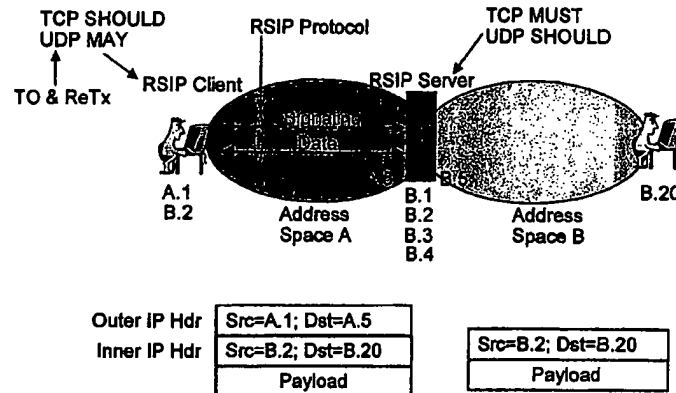 TCP SHOULD
UDP MAY
TO & ReTx
RSIP Client
RSIP Protocol
TCP MUST
UDP SHOULD
RSIP Server
Data
A.1
B.2
Address
Space A
B.1
B.2
B.3
B.4
Address
Space B
B.20
Outer IP Hdr
Src=A.1; Dst=A.5
Inner IP Hdr
Src=B.2; Dst=B.20
Payload
Src=B.2; Dst=B.20
Payload